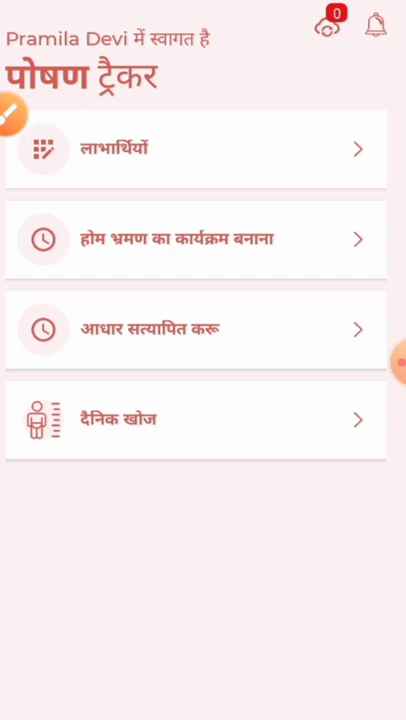 0
Pramila Devi में स्वागत है
पोषण ट्रैकर
लाभार्थियों
होम भ्रमण का कार्यक्रम बनाना
आधार सत्यापित करू
दैनिक खोज